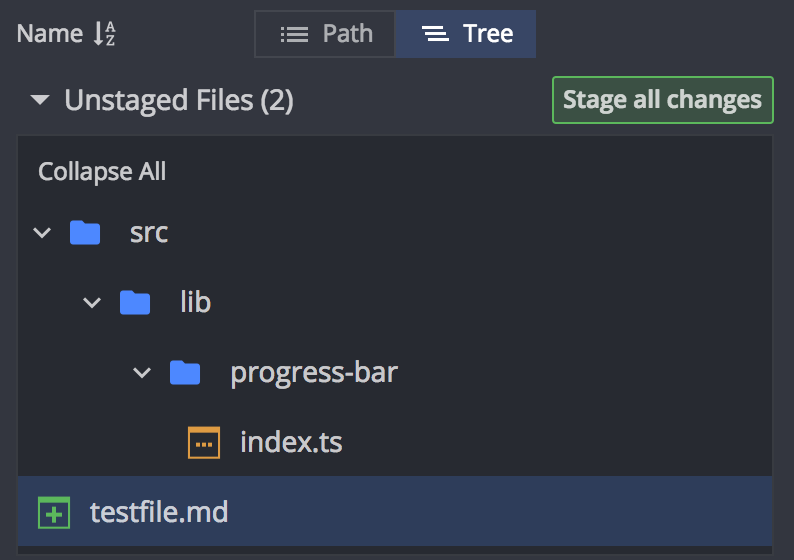 Name
Path
Tree
Unstaged Files (2)
Stage all changes
Collapse All
src
lib
progress-bar
index.ts
testfile.md